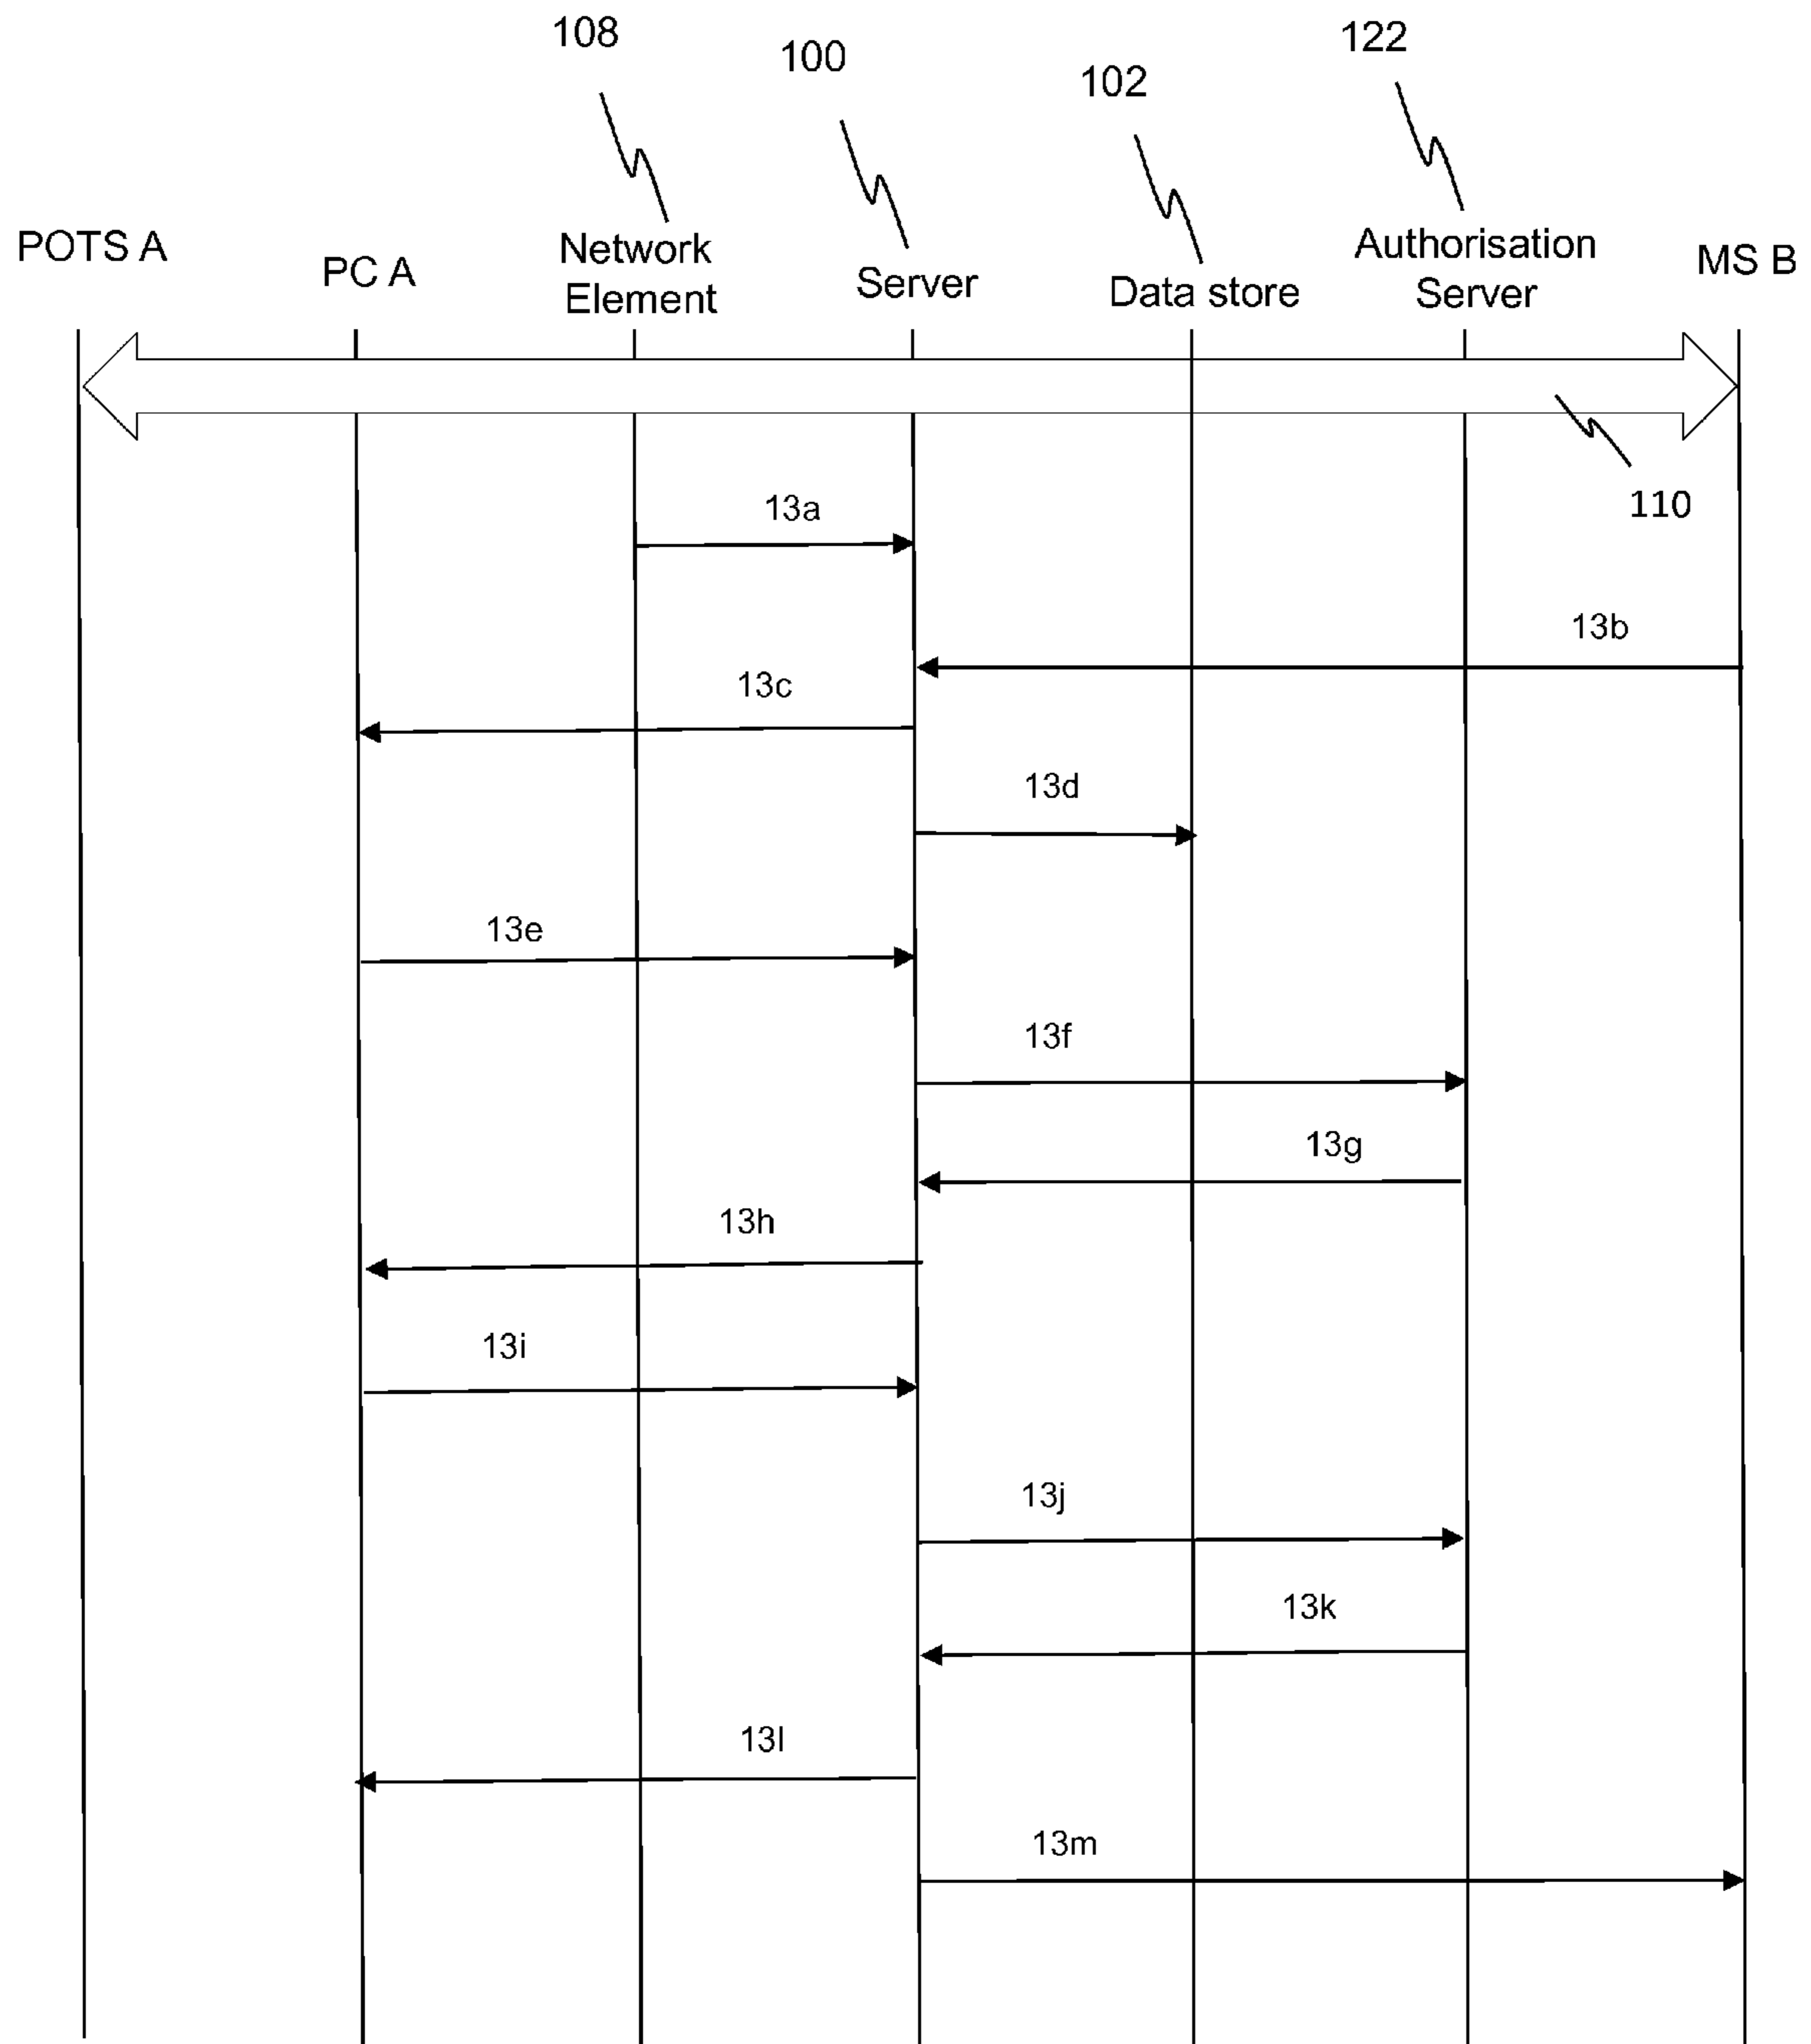 108
100
122
102
POTS A
PC A
Network
Element
Server
Data store
Authorisation
Server
MS B
110
13a
13b
13c
13d
13e
13f
13g
13h
13i
13j
13k
13l
13m